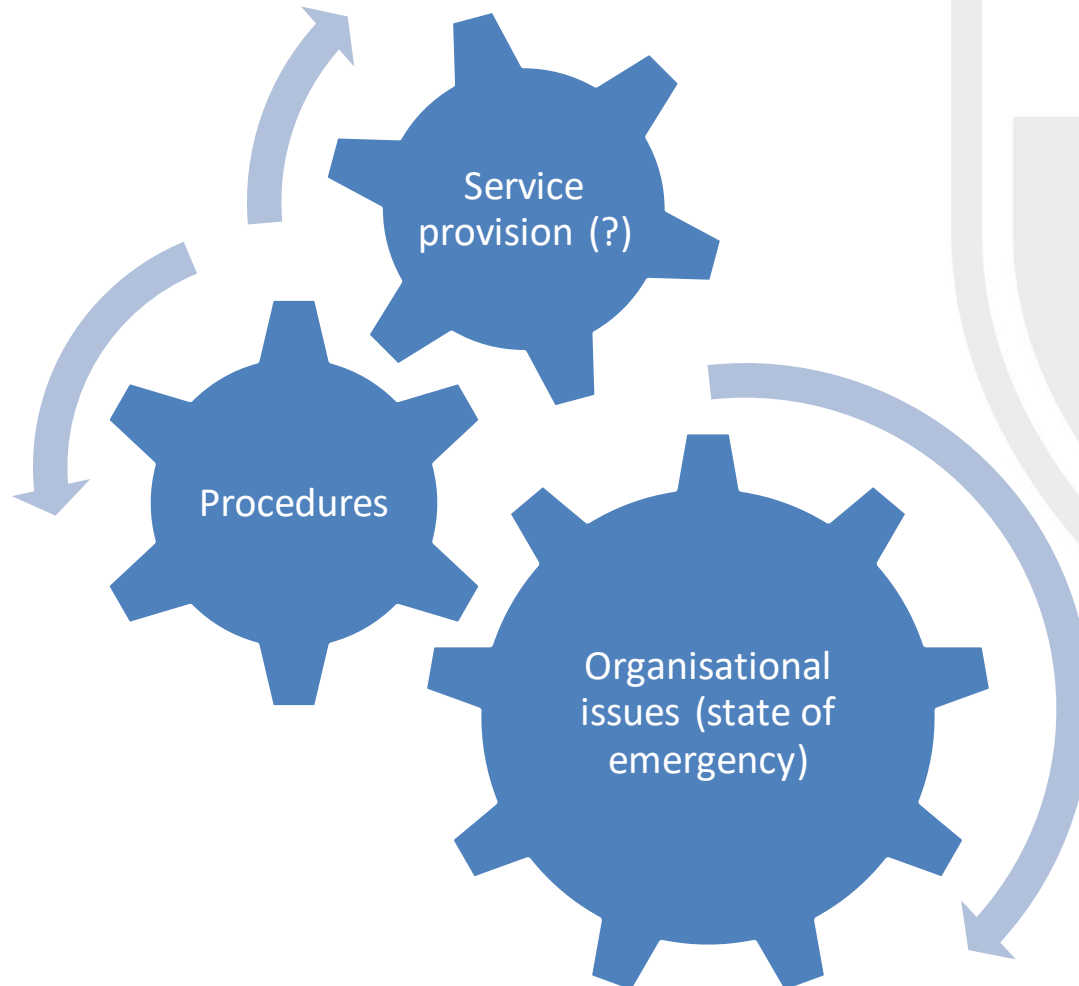 Service
provision (?)
Procedures
Organisational
issues (state of
emergency)